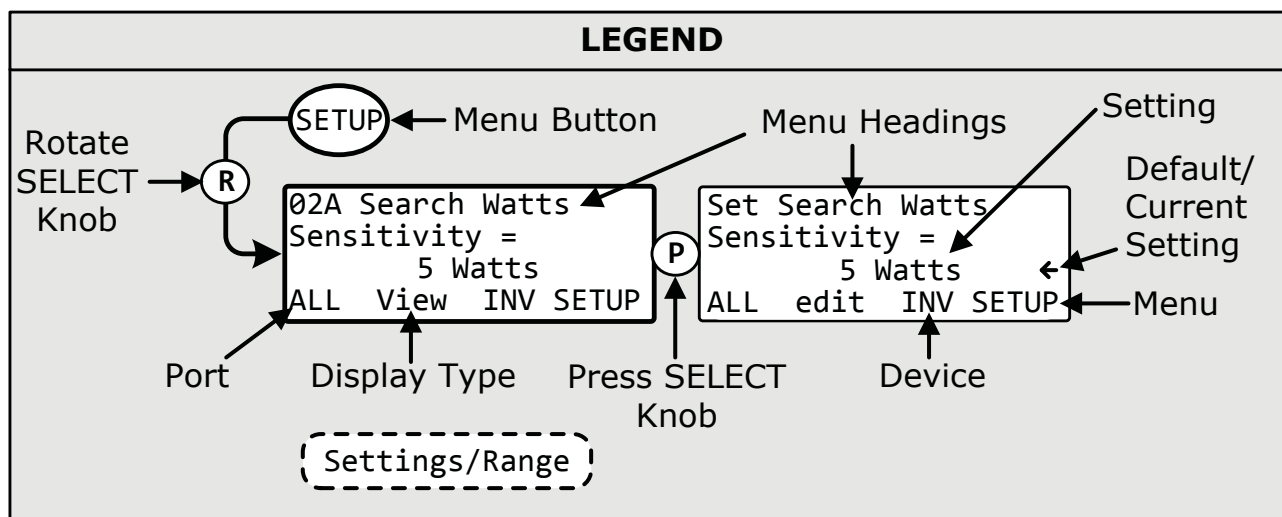 LEGEND
SETUP
Menu Button
Menu Headings
Setting
Rotate
SELECT
Knob
R
Default/
Current
Setting
02A Search Watts
Sensitivity =
5 Watts
ALL View INV SETUP
P
Set Search Watts
Sensitivity =
5 Watts ←
ALL edit INV SETUP
Menu
Port
Display Type
Press SELECT
Knob
Device
Settings/Range